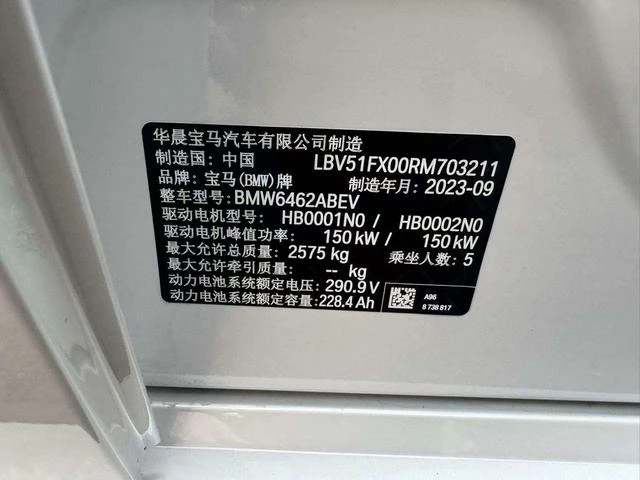 华晨宝马汽车有限公司制造
制造国: 中国 LBV51FX00RM703211
品牌: 宝马(BMW)牌 制造年月: 2023-09
整车型号: BMW6462ABEV
驱动电机型号: HB0001N0 / HB0002N0
驱动电机峰值功率: 150 kW / 150 kW
最大允许总质量: 2575 kg 乘坐人数: 5
最大允许牵引质量: -- kg
动力电池系统额定电压: 290.9 V
动力电池系统额定容量: 228.4 Ah
A96
8 738 817